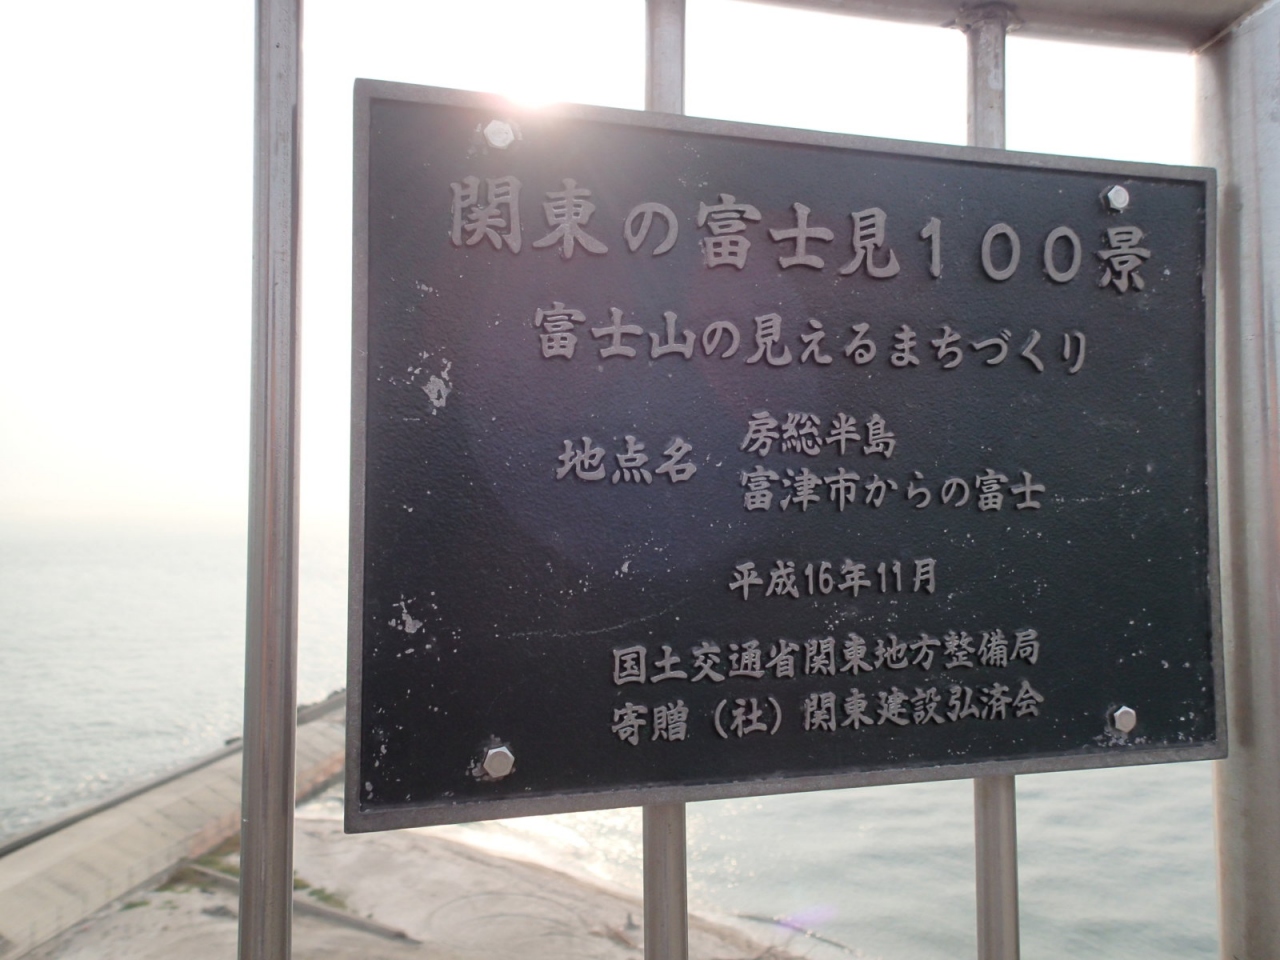 関東の富士見100景
富士山の見えるまちづくり
地点名 房総半島
富津市からの富士
平成16年11月
国土交通省関東地方整備局
寄贈（社）関東建設弘済会